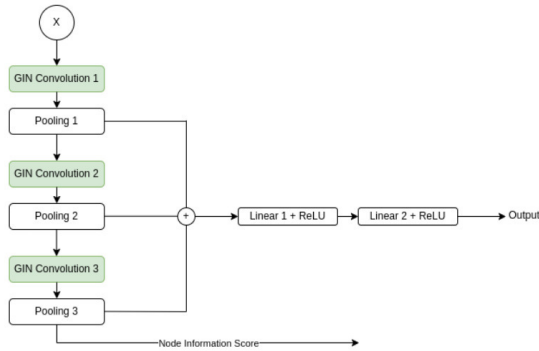 X
GIN Convolution 1
Pooling 1
GIN Convolution 2
Pooling 2
+
Linear 1 + ReLU
Linear 2 + ReLU
Output
GIN Convolution 3
Pooling 3
Node Information Score